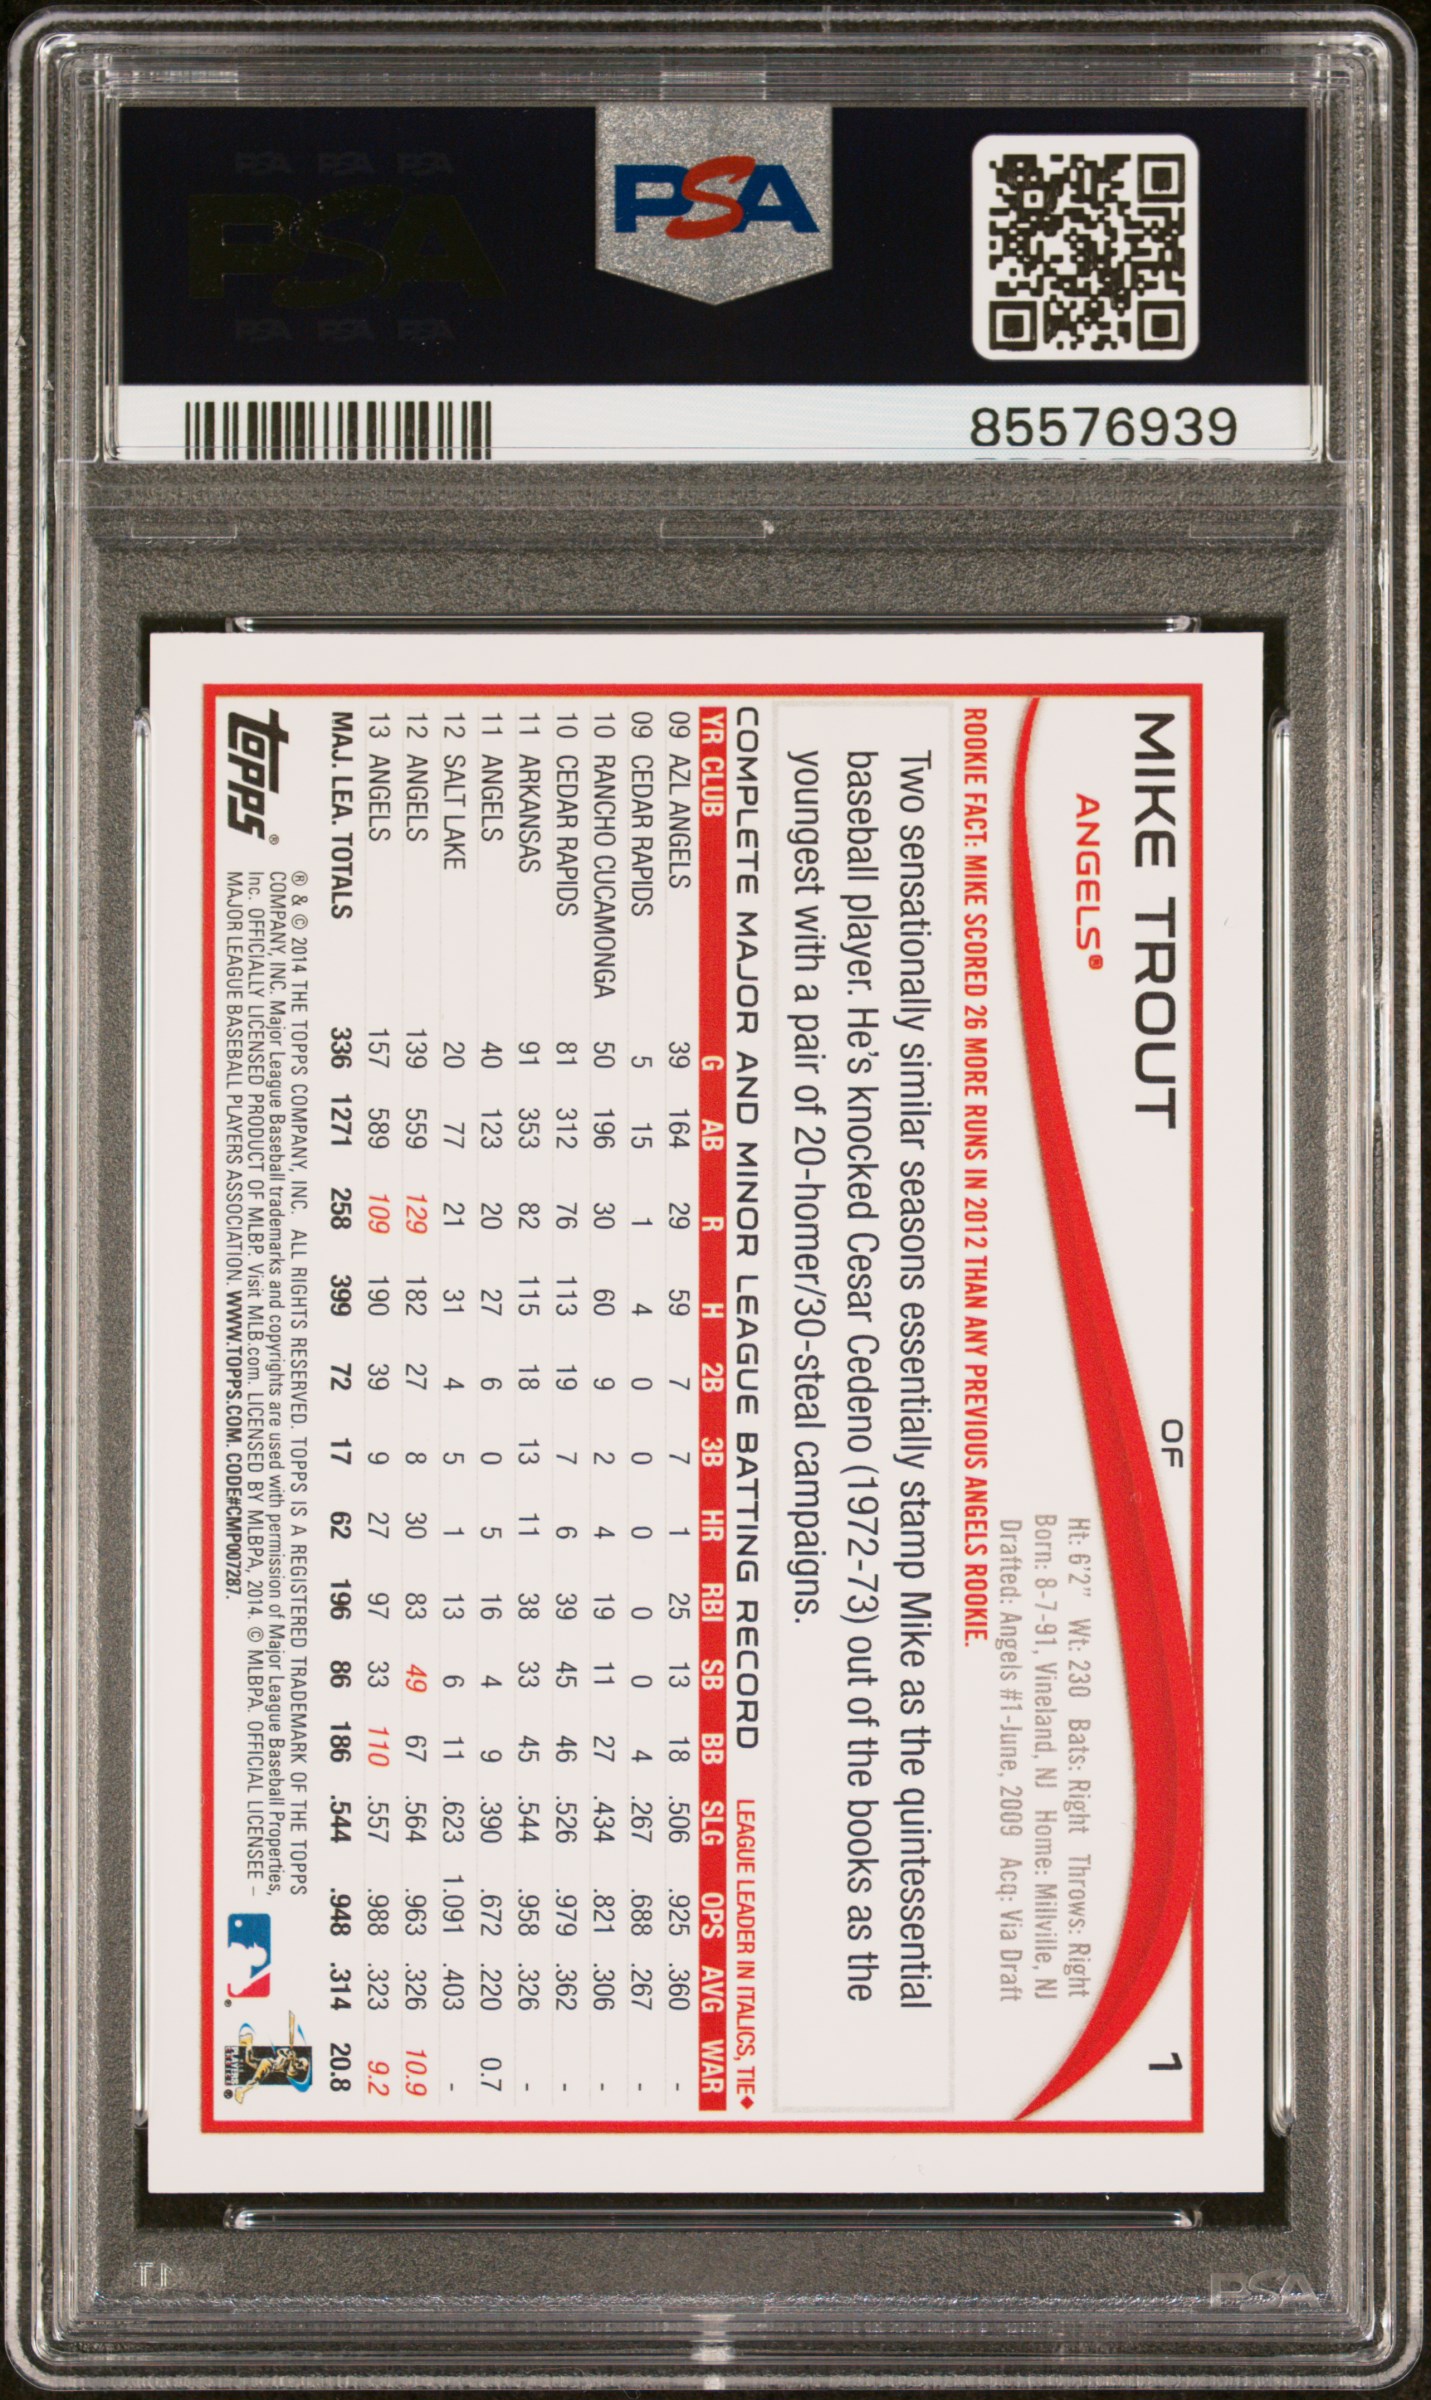 PSA PSA PSA
PSA
PSA PSA PSA
PSA
85576939
MIKE TROUT OF 1
ANGELS®
Ht: 6'2" Wt: 230 Bats: Right Throws: Right
Born: 8-7-91, Vineland, NJ Home: Millville, NJ
Drafted: Angels #1-June, 2009 Acq: Via Draft
ROOKIE FACT: MIKE SCORED 26 MORE RUNS IN 2012 THAN ANY PREVIOUS ANGELS ROOKIE.
Two sensationally similar seasons essentially stamp Mike as the quintessential
baseball player. He's knocked Cesar Cedeno (1972-73) out of the books as the
youngest with a pair of 20-homer/30-steal campaigns.
COMPLETE MAJOR AND MINOR LEAGUE BATTING RECORD LEAGUE LEADER IN ITALICS, TIE♦
YR CLUB G AB R H 2B 3B HR RBI SB BB SLG OPS AVG WAR
09 AZL ANGELS 39 164 29 59 7 7 1 25 13 18 .506 .925 .360 -
09 CEDAR RAPIDS 5 15 1 4 0 0 0 0 0 4 .267 .688 .267 -
10 RANCHO CUCAMONGA 50 196 30 60 9 2 4 19 11 27 .434 .821 .306 -
10 CEDAR RAPIDS 81 312 76 113 19 7 6 39 45 46 .526 .979 .362 -
11 ARKANSAS 91 353 82 115 18 13 11 38 33 45 .544 .958 .326 -
11 ANGELS 40 123 20 27 6 0 5 16 4 9 .390 .672 .220 0.7
12 SALT LAKE 20 77 21 31 4 5 1 13 6 11 .623 1.091 .403 -
12 ANGELS 139 559 129 182 27 8 30 83 49 67 .564 .963 .326 10.9
13 ANGELS 157 589 109 190 39 9 27 97 33 110 .557 .988 .323 9.2
MAJ. LEA. TOTALS 336 1271 258 399 72 17 62 196 86 186 .544 .948 .314 20.8
topps®
® & © 2014 THE TOPPS COMPANY, INC. ALL RIGHTS RESERVED. TOPPS IS A REGISTERED TRADEMARK OF THE TOPPS
COMPANY, INC. Major League Baseball trademarks and copyrights are used with permission of Major League Baseball Properties,
Inc. OFFICIALLY LICENSED PRODUCT OF MLBP. Visit MLB.com. LICENSED BY MLBPA, 2014. © MLBPA. OFFICIAL LICENSEE –
MAJOR LEAGUE BASEBALL PLAYERS ASSOCIATION. WWW.TOPPS.COM. CODE#CMP007287.
PSA